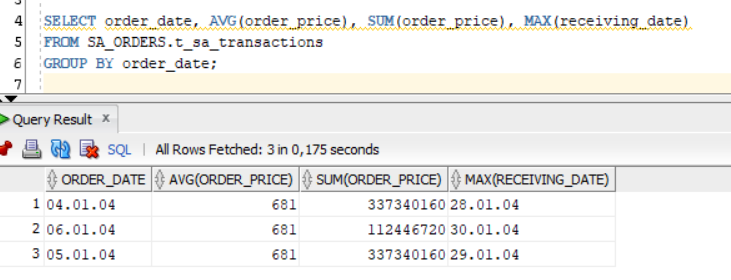 4 SELECT order_date, AVG(order_price), SUM(order_price), MAX(receiving_date)
5 FROM SA_ORDERS.t_sa_transactions
6 GROUP BY order_date;
7
Query Result x
SQL | All Rows Fetched: 3 in 0,175 seconds
ORDER_DATE AVG(ORDER_PRICE) SUM(ORDER_PRICE) MAX(RECEIVING_DATE)
1 04.01.04 681 337340160 28.01.04
2 06.01.04 681 112446720 30.01.04
3 05.01.04 681 337340160 29.01.04